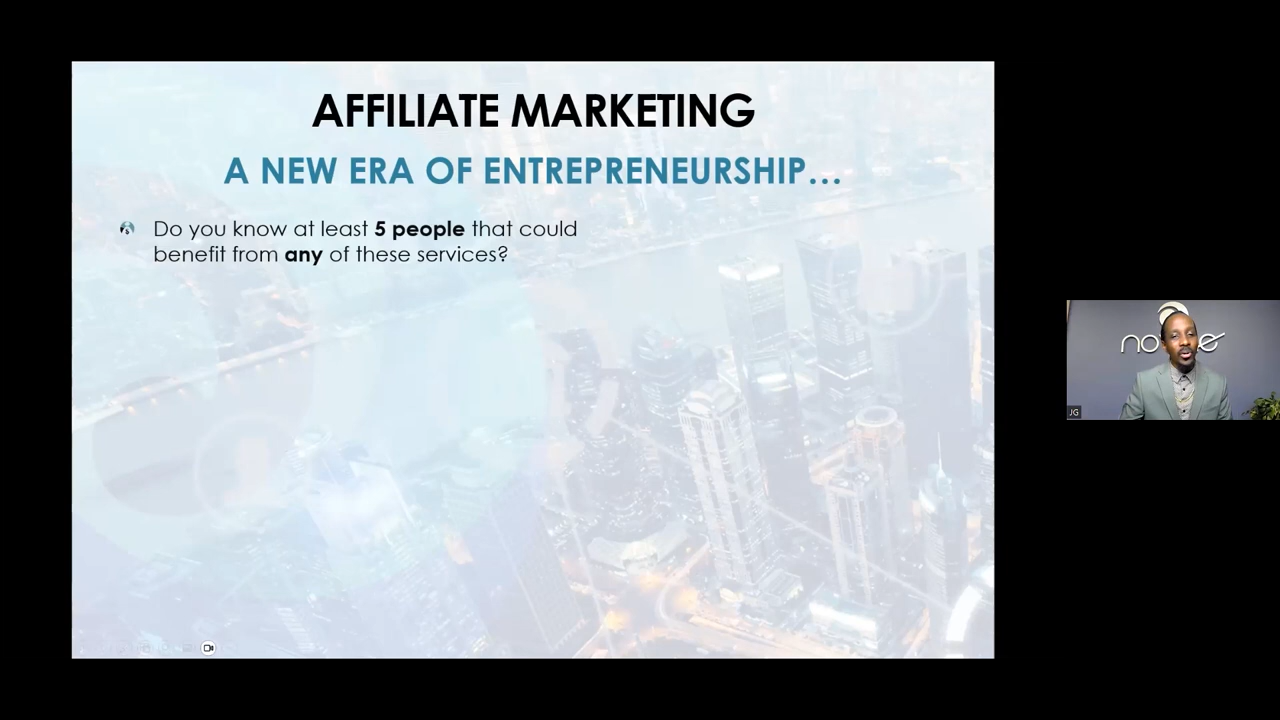 AFFILIATE MARKETING
A NEW ERA OF ENTREPRENEURSHIP...
Do you know at least 5 people that could
benefit from any of these services?
JG